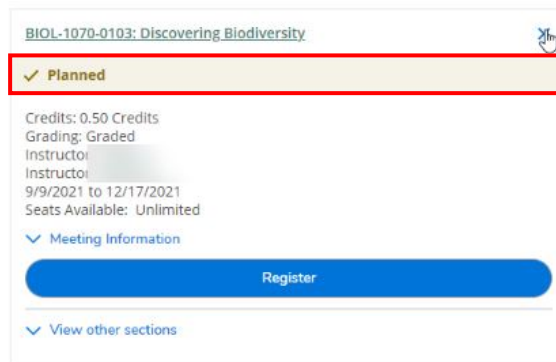 BIOL-1070-0103: Discovering Biodiversity
Planned
Credits: 0.50 Credits
Grading: Graded
Instructor
Instructor
9/9/2021 to 12/17/2021
Seats Available: Unlimited
Meeting Information
Register
View other sections